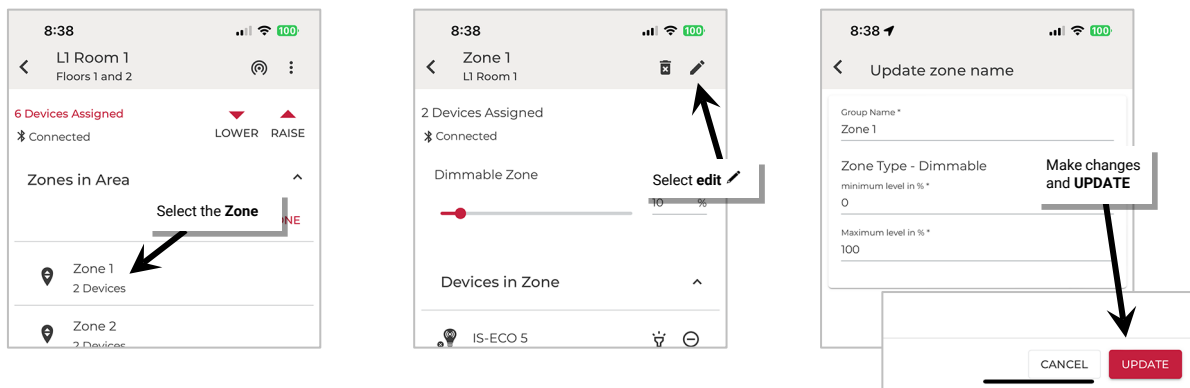 8:38
100
L1 Room 1
Floors 1 and 2
6 Devices Assigned
Connected
LOWER
RAISE
Zones in Area
Select the Zone
NE
Zone 1
2 Devices
Zone 2
2 Devices
8:38
100
Zone 1
L1 Room 1
2 Devices Assigned
Connected
Dimmable Zone
Select edit
10 %
Devices in Zone
IS-ECO 5
8:38
100
Update zone name
Group Name *
Zone 1
Zone Type - Dimmable
minimum level in % *
0
Make changes
and UPDATE
Maximum level in % *
100
CANCEL
UPDATE